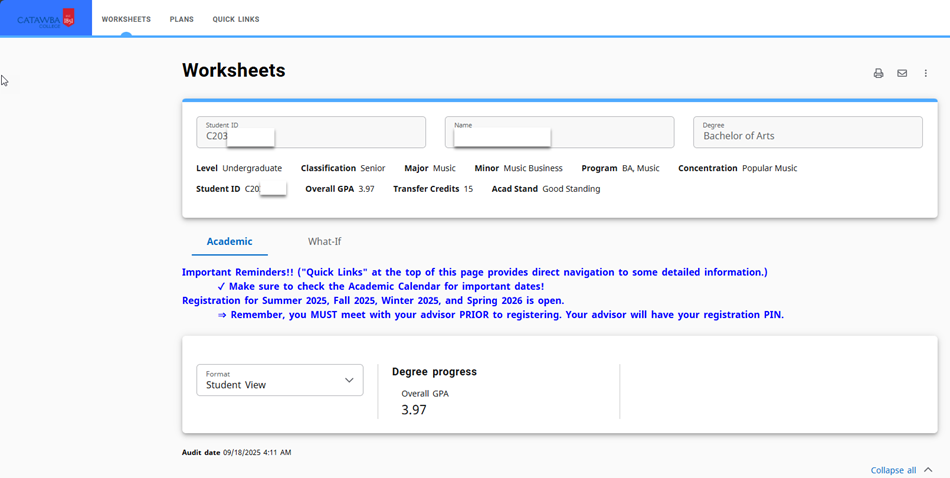 CATAWBA
COLLEGE
WORKSHEETS PLANS QUICK LINKS
Worksheets
Student ID
C203
Name
Degree
Bachelor of Arts
Level Undergraduate Classification Senior Major Music Minor Music Business Program BA, Music Concentration Popular Music
Student ID C20 Overall GPA 3.97 Transfer Credits 15 Acad Stand Good Standing
Academic What-If
Important Reminders!! ("Quick Links" at the top of this page provides direct navigation to some detailed information.)
✓ Make sure to check the Academic Calendar for important dates!
Registration for Summer 2025, Fall 2025, Winter 2025, and Spring 2026 is open.
⇒ Remember, you MUST meet with your advisor PRIOR to registering. Your advisor will have your registration PIN.
Format
Student View
Degree progress
Overall GPA
3.97
Audit date 09/18/2025 4:11 AM
Collapse all